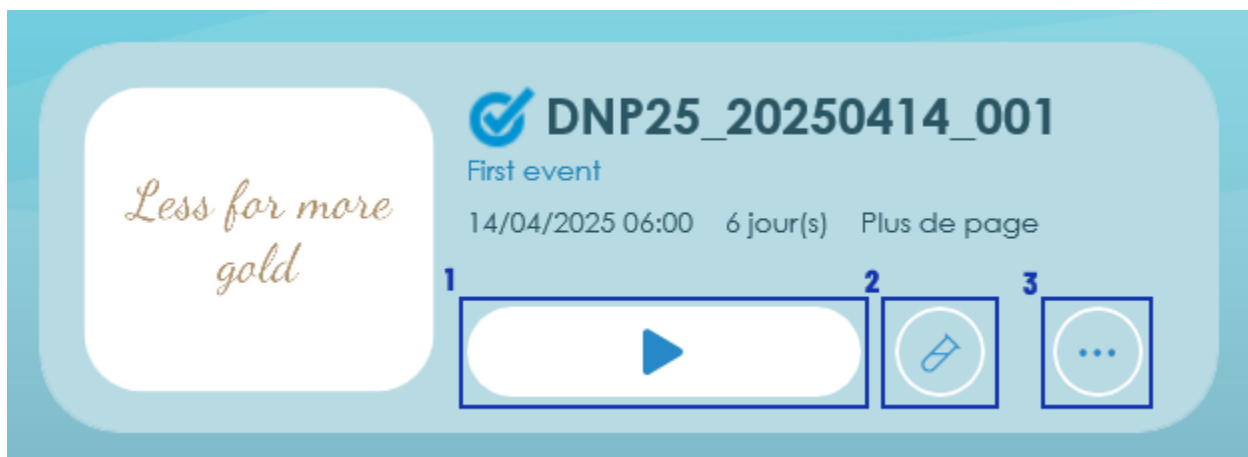 Less for more
gold
DNP25_20250414_001
First event
14/04/2025 06:00 6 jour(s) Plus de page
1
2
3